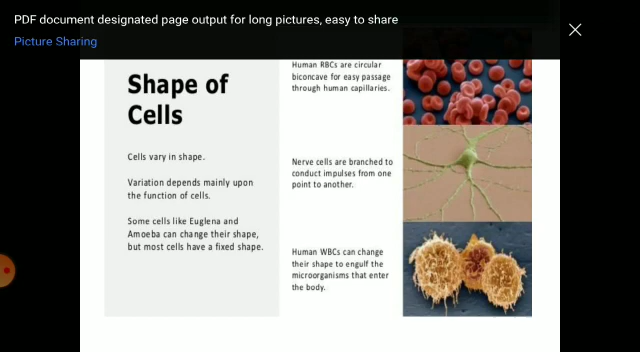 PDF document designated page output for long pictures, easy to share
Picture Sharing
Shape of
Cells
Cells vary in shape.
Variation depends mainly upon
the function of cells.
Some cells like Euglena and
Amoeba can change their shape,
but most cells have a fixed shape.
Human RBCs are circular
biconcave for easy passage
through human capillaries.
Nerve cells are branched to
conduct impulses from one
point to another.
Human WBCs can change
their shape to engulf the
microorganisms that enter
the body.